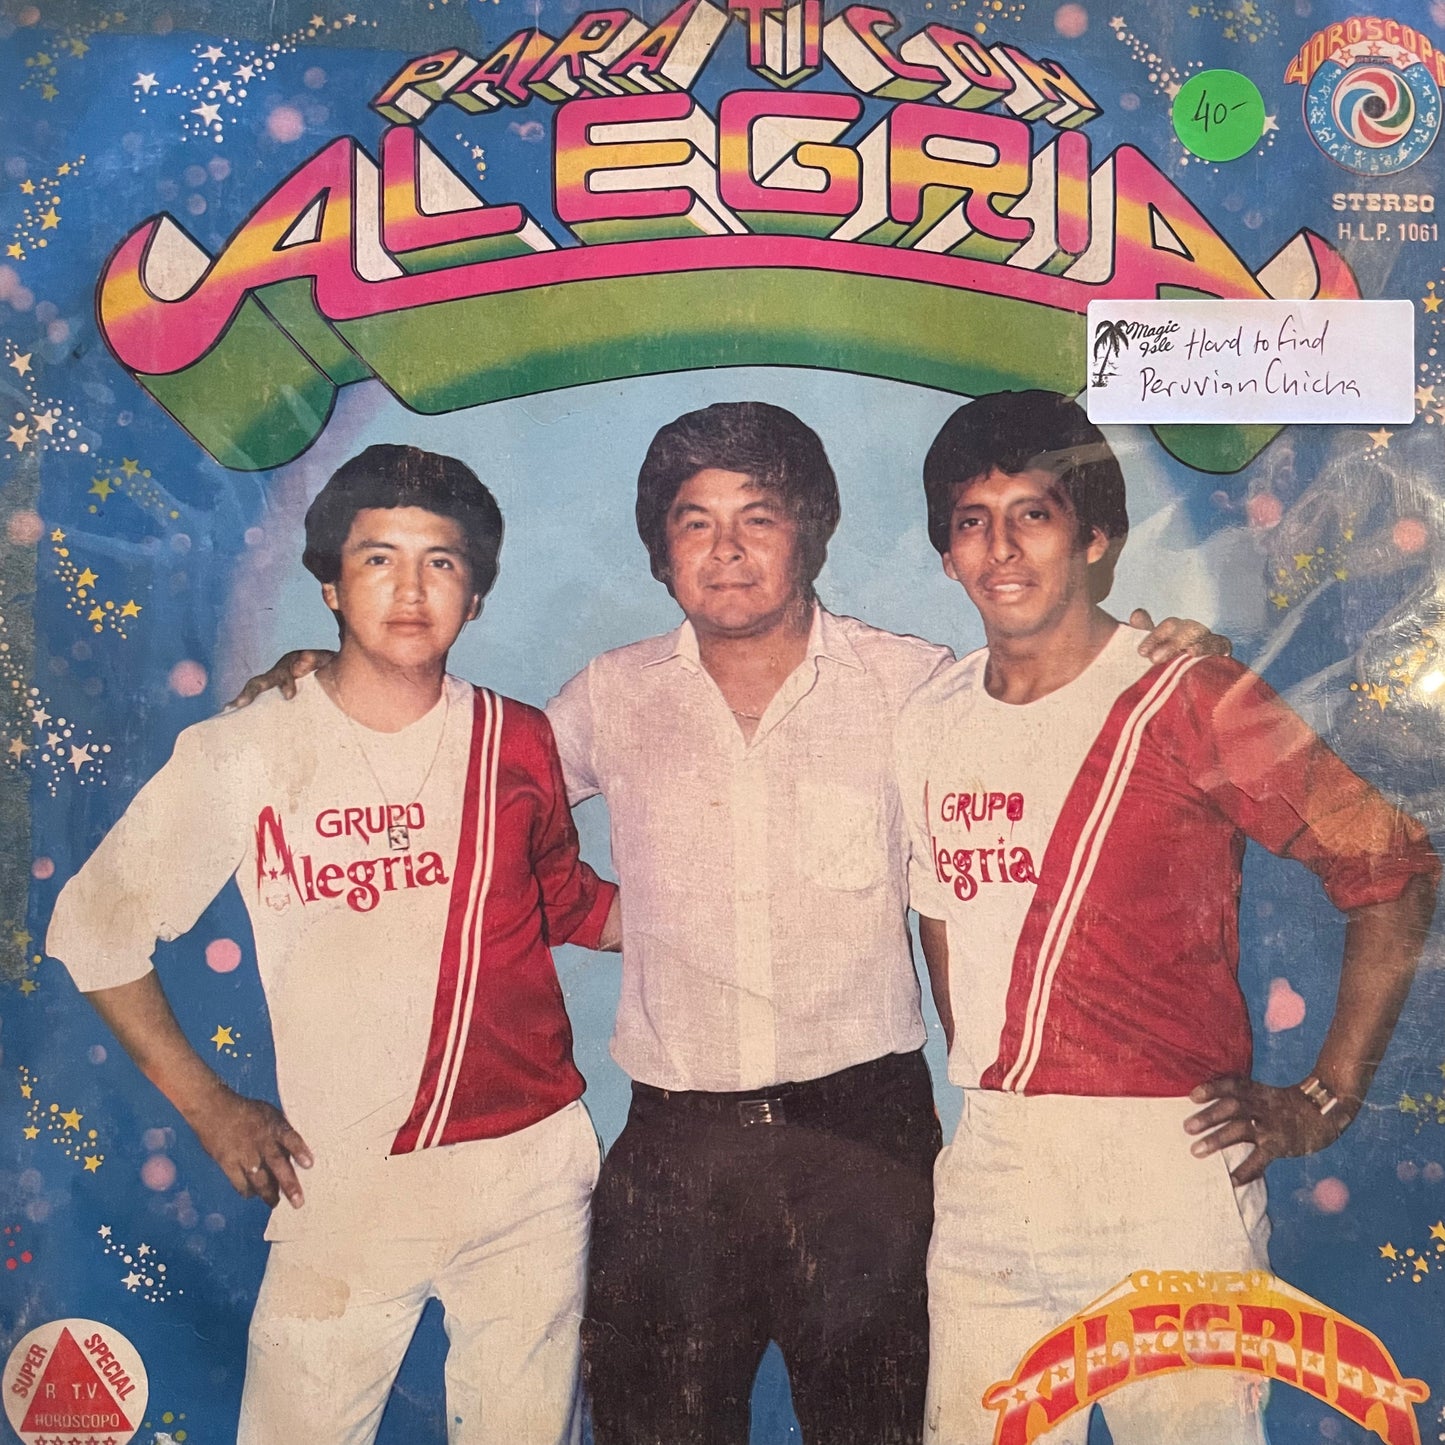 PARA TI CON
ALEGRIA
HOROSCOPO
STEREO
H.L.P. 1061
40-
Magic
Isle
Hard to find
Peruvian Chicha
GRUPO
Alegria
GRUPO
legria
SUPER
SPECIAL
R T.V.
HOROSCOPO
GRUPO
ALEGRIA